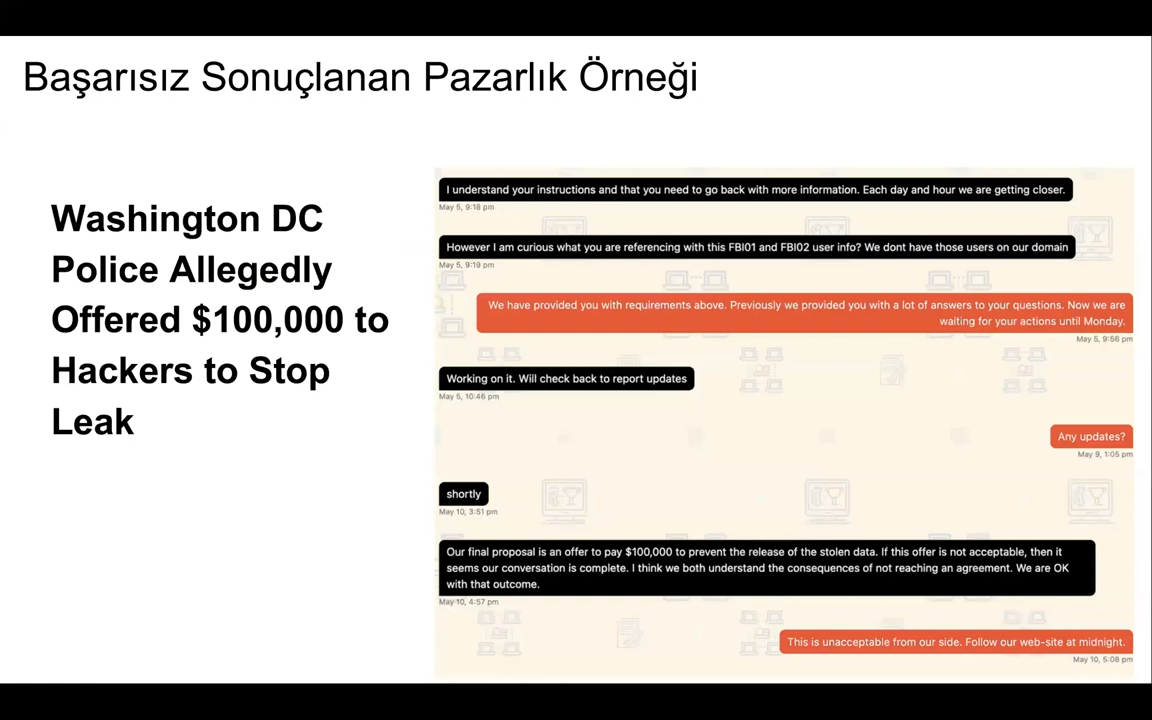 Başarısız Sonuçlanan Pazarlık Örneği
Washington DC
Police Allegedly
Offered $100,000 to
Hackers to Stop
Leak
I understand your instructions and that you need to go back with more information. Each day and hour we are getting closer.
May 5, 9:18 pm
However I am curious what you are referencing with this FBI01 and FBI02 user info? We dont have those users on our domain
May 5, 9:19 pm
We have provided you with requirements above. Previously we provided you with a lot of answers to your questions. Now we are
waiting for your actions until Monday.
May 5, 9:56 pm
Working on it. Will check back to report updates
May 5, 10:46 pm
Any updates?
May 9, 1:05 pm
shortly
May 10, 3:51 pm
Our final proposal is an offer to pay $100,000 to prevent the release of the stolen data. If this offer is not acceptable, then it
seems our conversation is complete. I think we both understand the consequences of not reaching an agreement. We are OK
with that outcome.
May 10, 4:57 pm
This is unacceptable from our side. Follow our web-site at midnight.
May 10, 5:08 pm